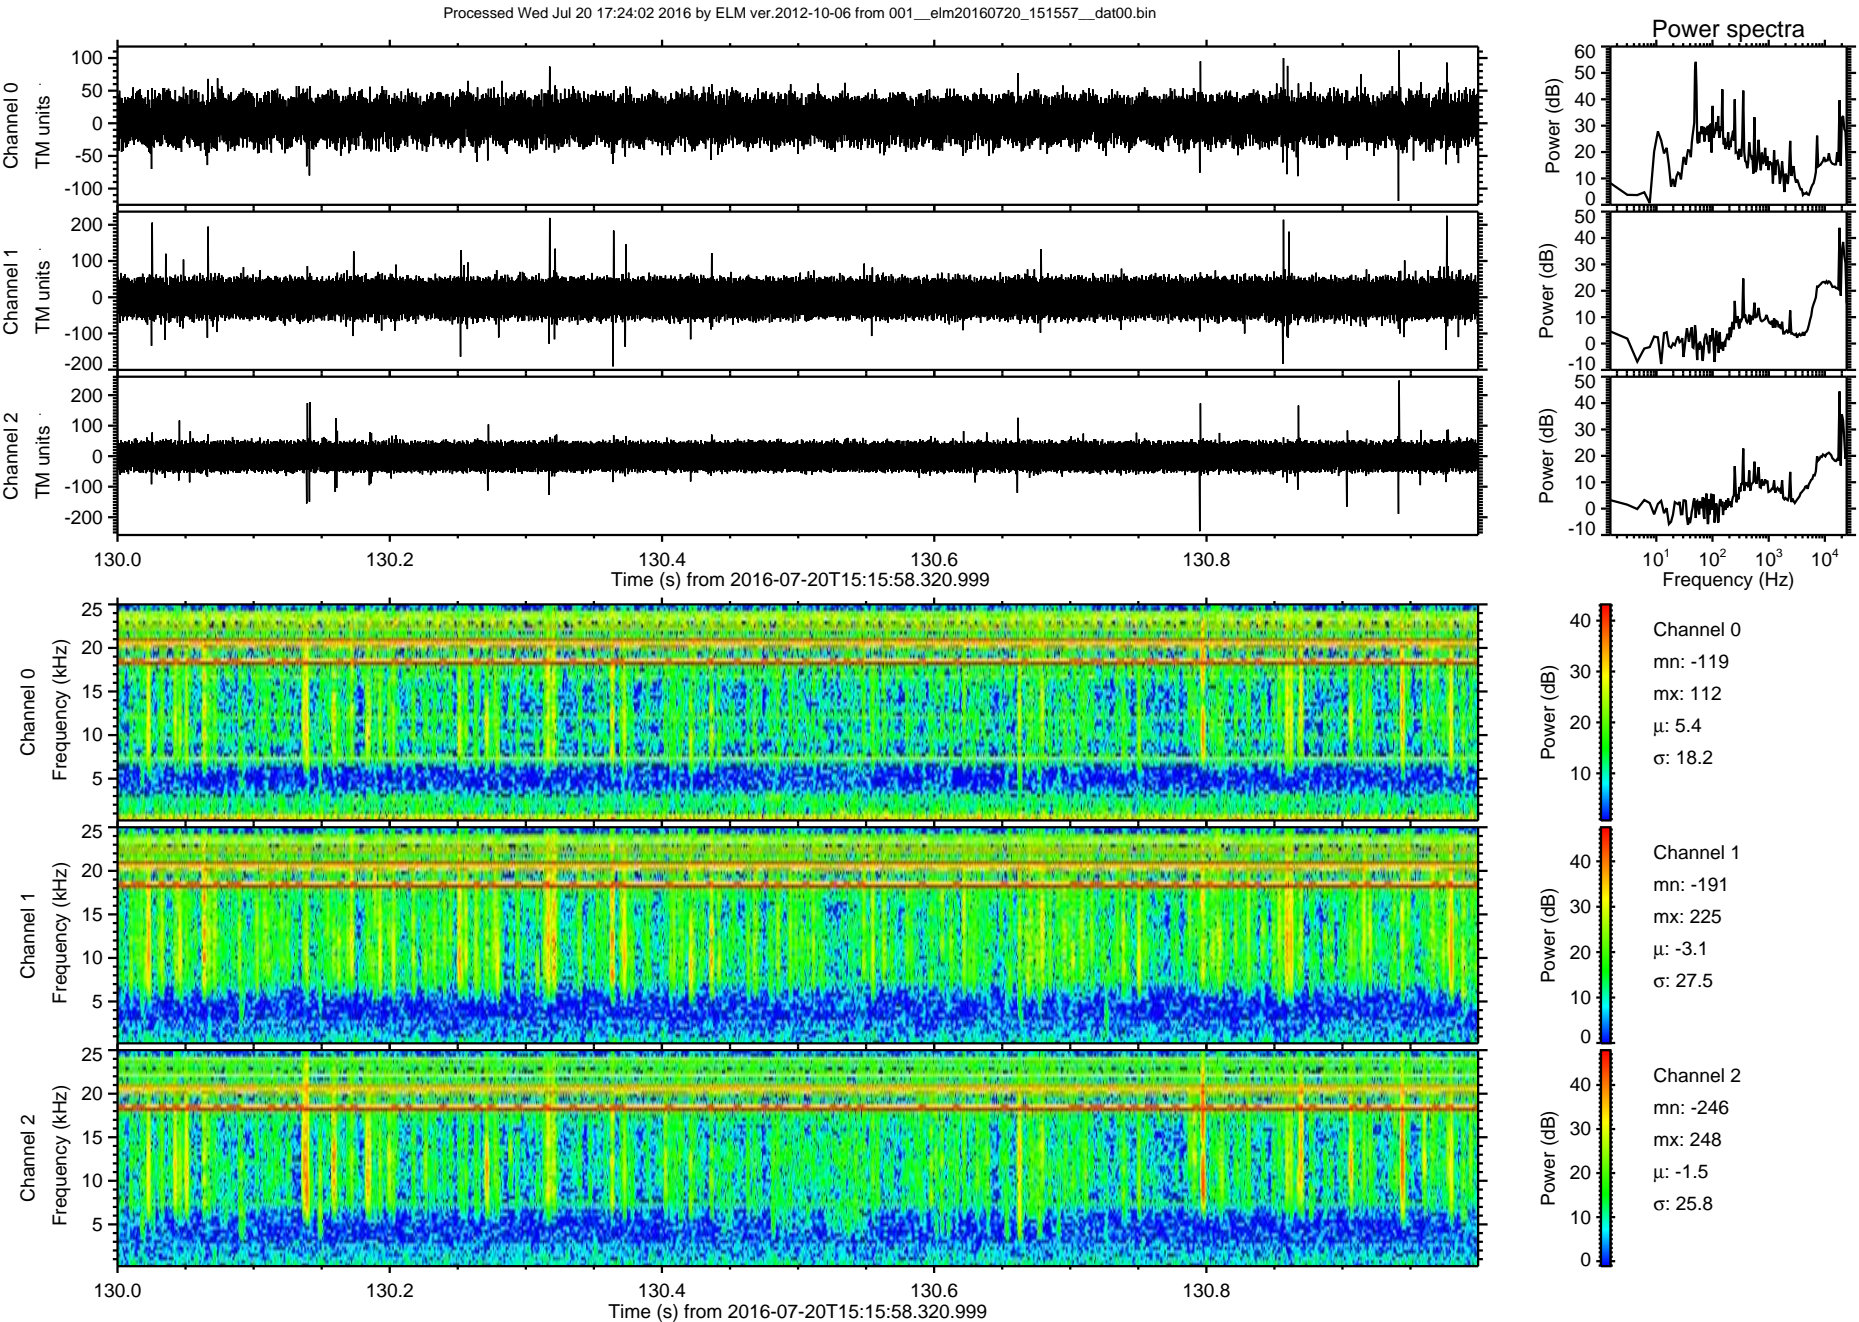 Processed Wed Jul 20 17:24:02 2016 by ELM ver.2012-10-06 from 001__elm20160720_151557__dat00.bin
Power spectra
Channel 0
TM units
100
50
0
-50
-100
Power (dB)
60
50
40
30
20
10
0
Channel 1
TM units
200
100
0
-100
-200
Power (dB)
50
40
30
20
10
0
-10
Channel 2
TM units
200
100
0
-100
-200
Power (dB)
50
40
30
20
10
0
-10
130.0 130.2 130.4 130.6 130.8
Time (s) from 2016-07-20T15:15:58.320.999
10¹ 10² 10³ 10⁴
Frequency (Hz)
Channel 0
Frequency (kHz)
25
20
15
10
5
Power (dB)
40
30
20
10
Channel 0
mn: -119
mx: 112
µ: 5.4
σ: 18.2
Channel 1
Frequency (kHz)
25
20
15
10
5
Power (dB)
40
30
20
10
0
Channel 1
mn: -191
mx: 225
µ: -3.1
σ: 27.5
Channel 2
Frequency (kHz)
25
20
15
10
5
Power (dB)
40
30
20
10
0
Channel 2
mn: -246
mx: 248
µ: -1.5
σ: 25.8
130.0 130.2 130.4 130.6 130.8
Time (s) from 2016-07-20T15:15:58.320.999